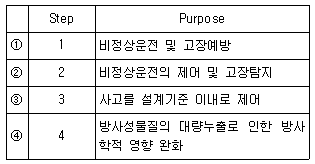 Step Purpose
① 1 비정상운전 및 고장예방
② 2 비정상운전의 제어 및 고장탐지
③ 3 사고를 설계기준 이내로 제어
④ 4 방사성물질의 대량누출로 인한 방사
학적 영향 완화